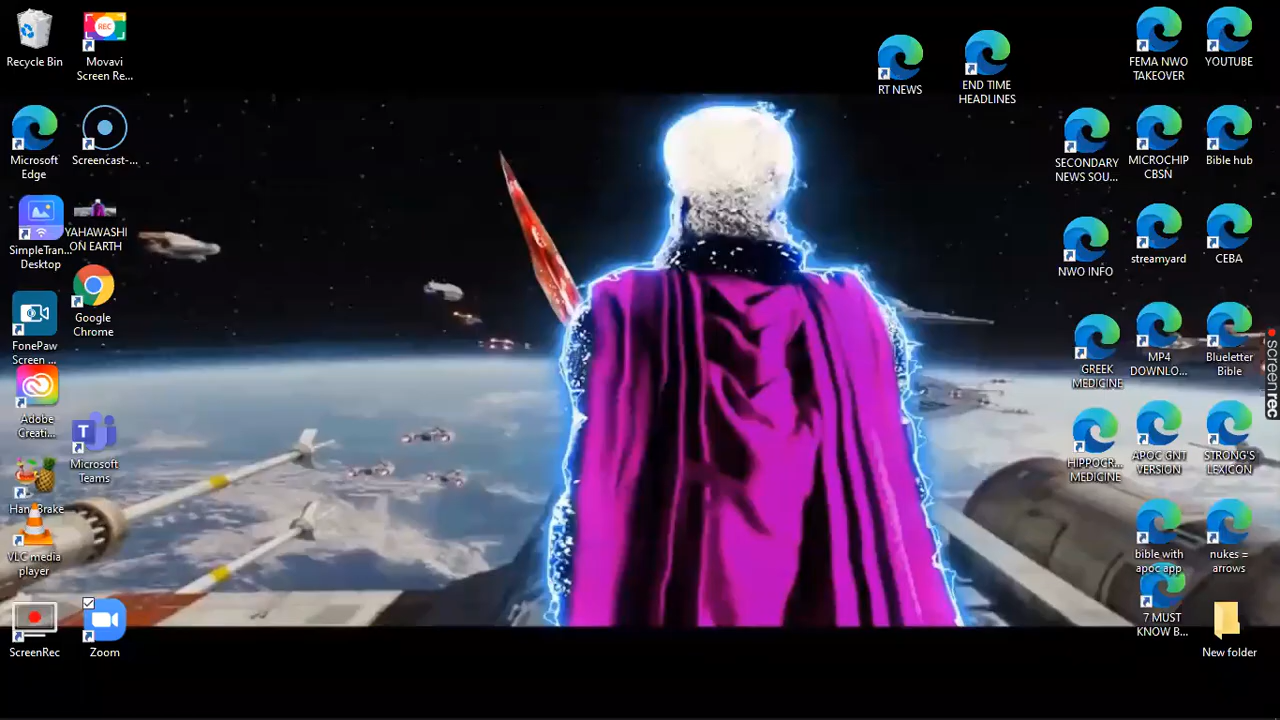 Recycle Bin
REC
Movavi
Screen Re...
Microsoft
Edge
Screencast-...
SimpleTran...
Desktop
YAHAWASHI
ON EARTH
FonePaw
Screen ...
Google
Chrome
Adobe
Creati...
T
Microsoft
Teams
HandBrake
VLC media
player
ScreenRec
Zoom
RT NEWS
END TIME
HEADLINES
FEMA NWO
TAKEOVER
YOUTUBE
SECONDARY
NEWS SOU...
MICROCHIP
CBSN
Bible hub
NWO INFO
streamyard
CEBA
GREEK
MEDICINE
MP4
DOWNLO...
Blueletter
Bible
HIPPOCR...
MEDICINE
APOC GNT
VERSION
STRONG'S
LEXICON
bible with
apoc app
nukes =
arrows
7 MUST
KNOW B...
New folder
screenrec